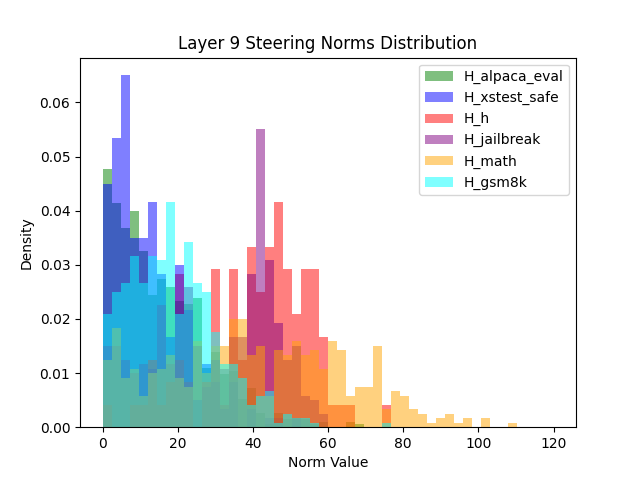 Layer 9 Steering Norms Distribution
H_alpaca_eval
H_xstest_safe
H_h
H_jailbreak
H_math
H_gsm8k
0.06
0.05
0.04
0.03
0.02
0.01
0.00
Density
0 20 40 60 80 100 120
Norm Value